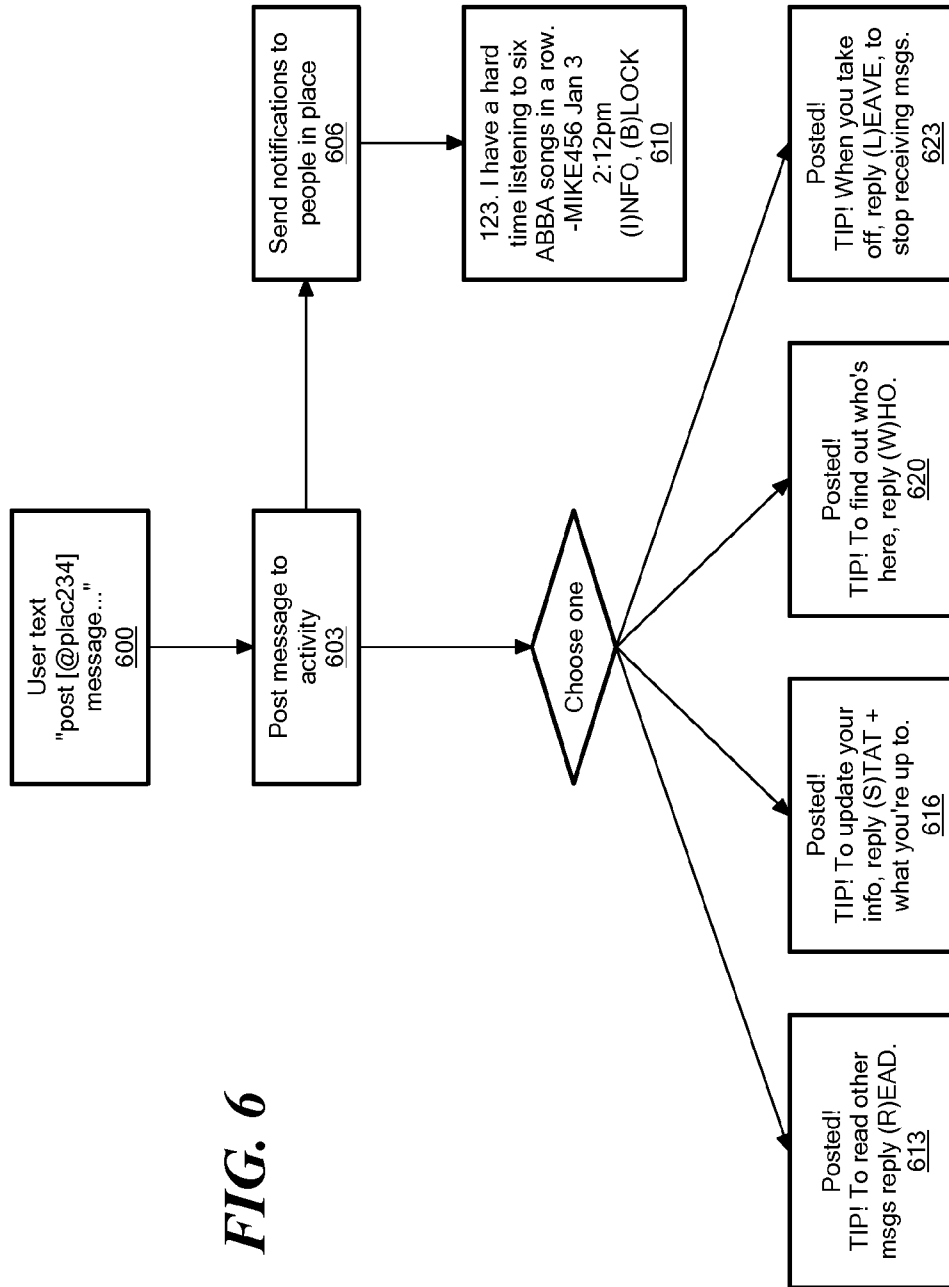 User text
"post [@plac234]
message..."
600
Post message to
activity
603
Send notifications to
people in place
606
123. I have a hard
time listening to six
ABBA songs in a row.
-MIKE456 Jan 3
2:12pm
(I)NFO, (B)LOCK
610
Choose one
Posted!
TIP! To read other
msgs reply (R)EAD.
613
Posted!
TIP! To update your
info, reply (S)TAT +
what you're up to.
616
Posted!
TIP! To find out who's
here, reply (W)HO.
620
Posted!
TIP! When you take
off, reply (L)EAVE, to
stop receiving msgs.
623
FIG. 6